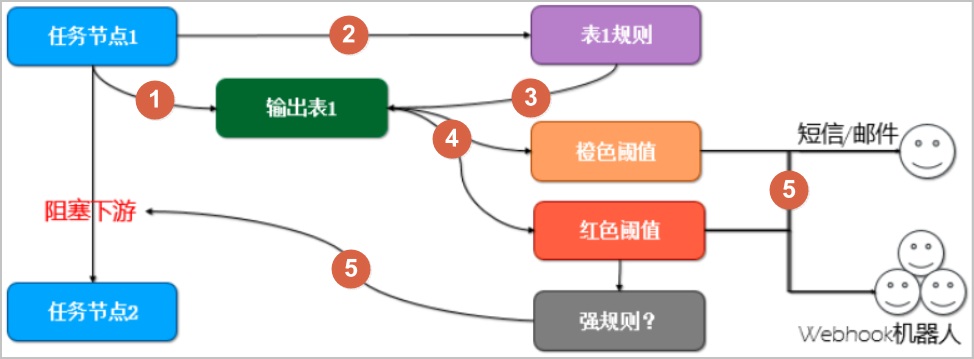 任务节点1
2
表1规则
1
输出表1
3
4
橙色阈值
短信/邮件
5
阻塞下游
红色阈值
5
任务节点2
强规则？
Webhook机器人